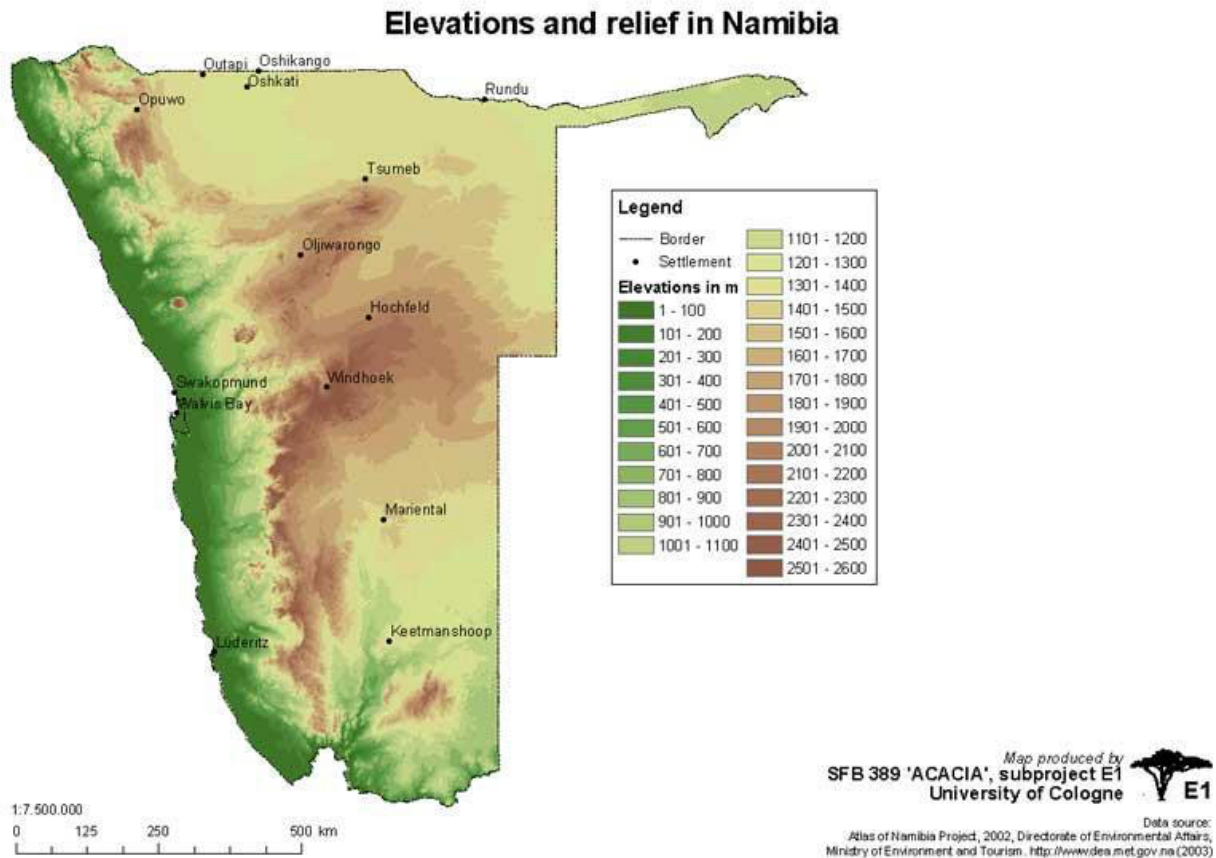 Elevations and relief in Namibia
Outapi
Oshikango
Oshkati
Opuwo
Rundu
Tsumeb
Oljiwarongo
Hochfeld
Windhoek
Swakopmund
Walvis Bay
Mariental
Keetmanshoop
Lüderitz
Legend
Border
Settlement
Elevations in m
1 - 100
101 - 200
201 - 300
301 - 400
401 - 500
501 - 600
601 - 700
701 - 800
801 - 900
901 - 1000
1001 - 1100
1101 - 1200
1201 - 1300
1301 - 1400
1401 - 1500
1501 - 1600
1601 - 1700
1701 - 1800
1801 - 1900
1901 - 2000
2001 - 2100
2101 - 2200
2201 - 2300
2301 - 2400
2401 - 2500
2501 - 2600
1:7.500.000
0 125 250 500 km
Map produced by
SFB 389 'ACACIA', subproject E1
University of Cologne
E1
Data source:
Atlas of Namibia Project, 2002, Directorate of Environmental Affairs,
Ministry of Environment and Tourism. http://www.dea.met.gov.na (2003)